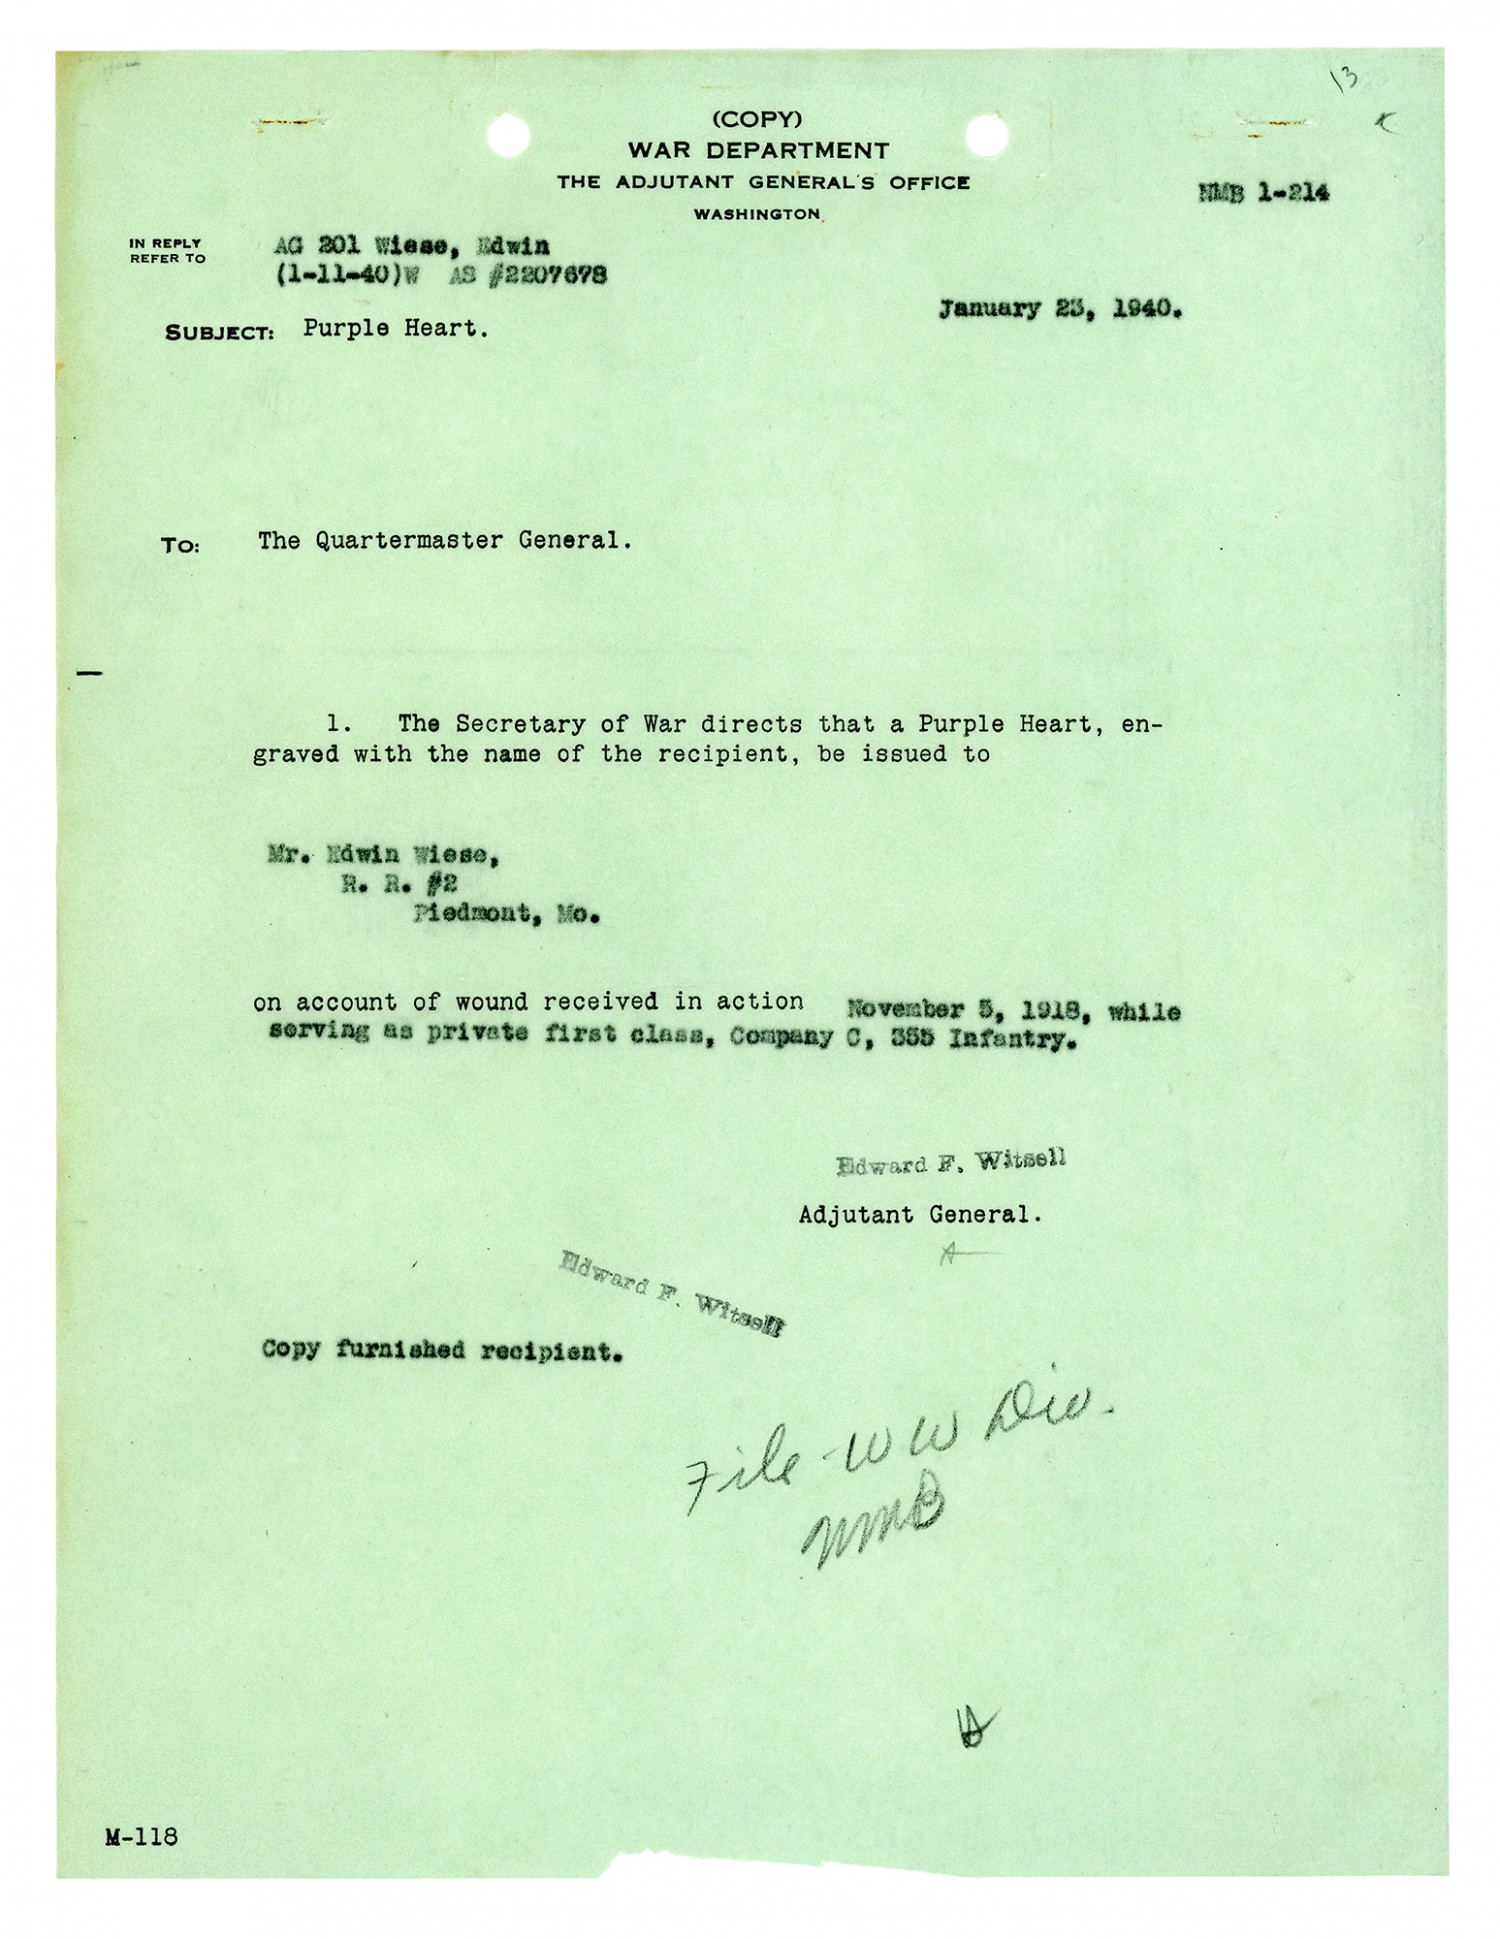 13
(COPY)
WAR DEPARTMENT
THE ADJUTANT GENERAL'S OFFICE
WASHINGTON
NMB 1-214
IN REPLY
REFER TO
AG 201 Wiese, Edwin
(1-11-40)W AS #2207678
January 23, 1940.
SUBJECT: Purple Heart.
TO: The Quartermaster General.
1. The Secretary of War directs that a Purple Heart, en-
graved with the name of the recipient, be issued to
Mr. Edwin Wiese,
R. R. #2
Piedmont, Mo.
on account of wound received in action November 5, 1918, while
serving as private first class, Company C, 355 Infantry.
Edward F. Witsell
Adjutant General.
Edward F. Witsell
Copy furnished recipient.
File - WW Div.
NMB
M-118